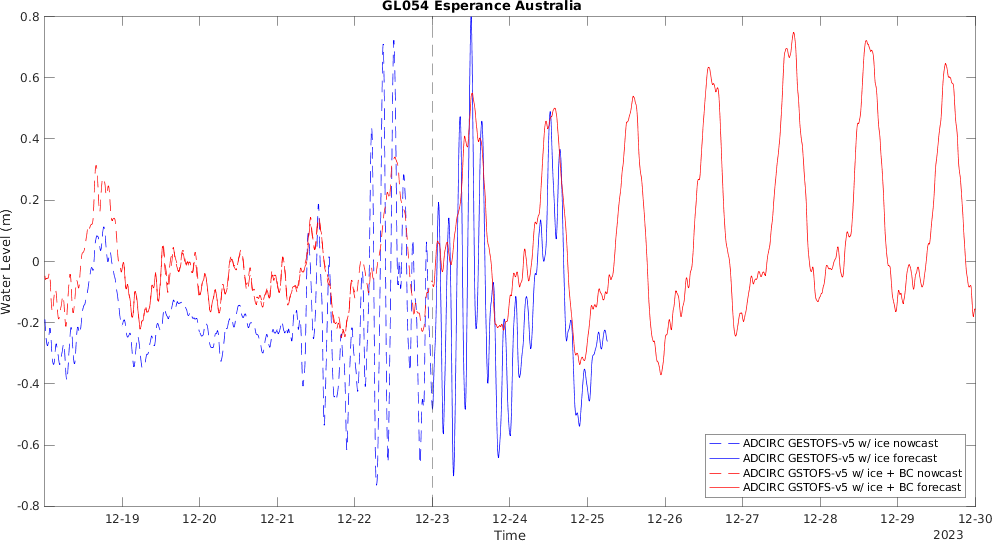 GL054 Esperance Australia
0.8
0.6
0.4
0.2
0
-0.2
-0.4
-0.6
-0.8
Water Level (m)
12-19 12-20 12-21 12-22 12-23 12-24 12-25 12-26 12-27 12-28 12-29 12-30
Time
2023
ADCIRC GESTOFS-v5 w/ ice nowcast
ADCIRC GESTOFS-v5 w/ ice forecast
ADCIRC GSTOFS-v5 w/ ice + BC nowcast
ADCIRC GSTOFS-v5 w/ ice + BC forecast